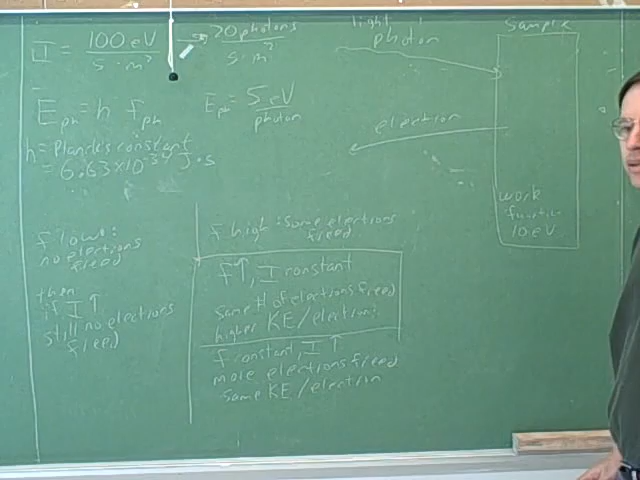 I = 100 eV / s · m² → 20 photons / s · m²
E_ph = h f_ph
E_ph = 5 eV / photon
h = Planck's constant
= 6.63 × 10⁻³⁴ J · s
light
photon
Sample
electron
work
function
10 eV
f low:
no electrons
freed
then
if I ↑
still no electrons
freed
f high: some electrons
freed
f ↑, I constant
same # of electrons freed
higher KE/electron
f constant, I ↑
more electrons freed
same KE/electron